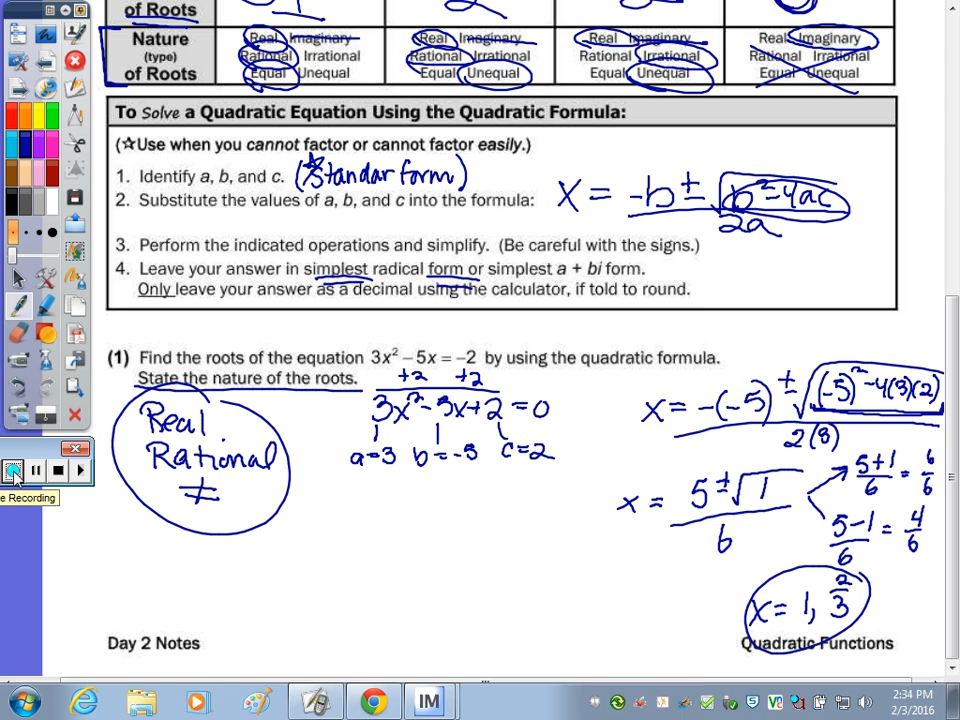 of Roots
Nature Real Imaginary Real Imaginary Real Imaginary Real Imaginary
(type) Rational Irrational Rational Irrational Rational Irrational Rational Irrational
of Roots Equal Unequal Equal Unequal Equal Unequal Equal Unequal
To Solve a Quadratic Equation Using the Quadratic Formula:
(☆Use when you cannot factor or cannot factor easily.)
1. Identify a, b, and c. (☆Standar form)
2. Substitute the values of a, b, and c into the formula: x = -b ± √b² - 4ac / 2a
3. Perform the indicated operations and simplify. (Be careful with the signs.)
4. Leave your answer in simplest radical form or simplest a + bi form.
Only leave your answer as a decimal using the calculator, if told to round.
(1) Find the roots of the equation 3x² – 5x = –2 by using the quadratic formula.
State the nature of the roots.
+2 +2
3x² - 5x + 2 = 0
a = 3 b = -5 c = 2
Real
Rational
≠
x = -(-5) ± √(-5)² - 4(3)(2) / 2(3)
x = 5 ± √1 / 6
5+1 / 6 = 6/6
5-1 / 6 = 4/6
x = 1, 2/3
Day 2 Notes Quadratic Functions
e Recording
IM
2:34 PM
2/3/2016